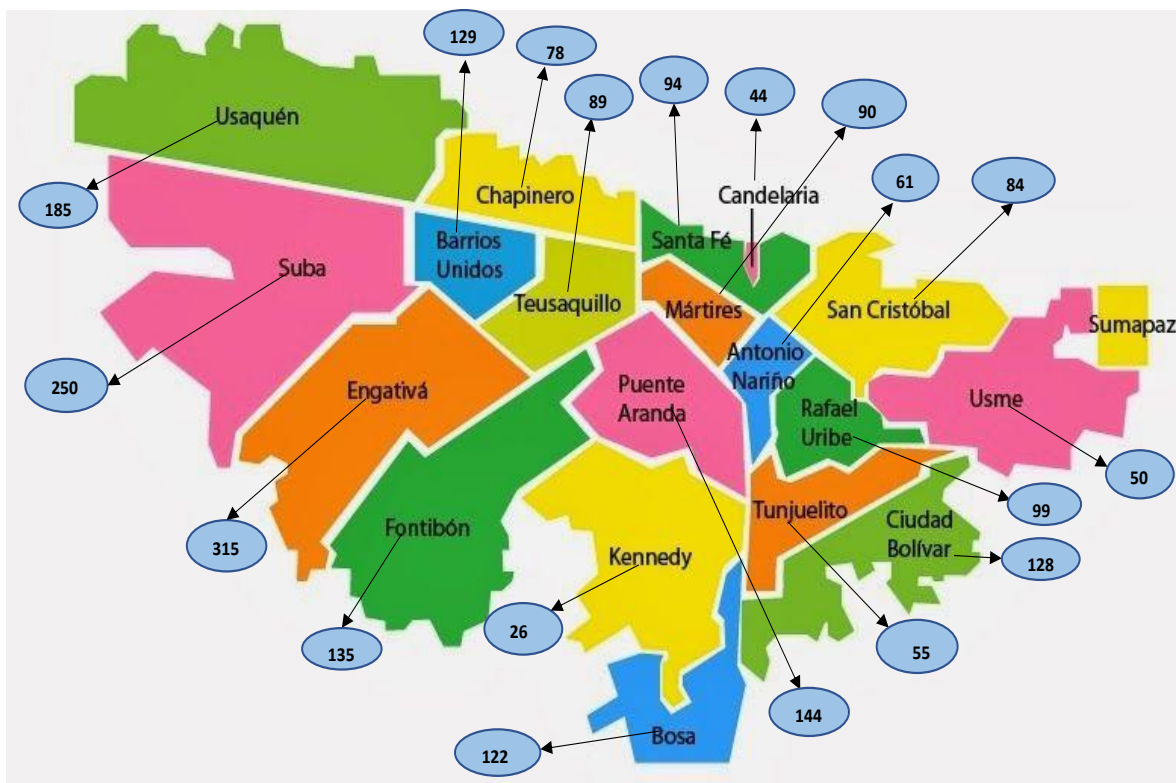 129
78
94
44
90
89
Usaquén
61
84
Chapinero
Candelaria
185
Barrios
Unidos
Santa Fé
Suba
Teusaquillo
Mártires
San Cristóbal
Sumapaz
Antonio
Nariño
250
Engativá
Puente
Aranda
Rafael
Uribe
Usme
50
Tunjuelito
99
Fontibón
Ciudad
Bolívar
315
Kennedy
128
26
135
55
144
Bosa
122